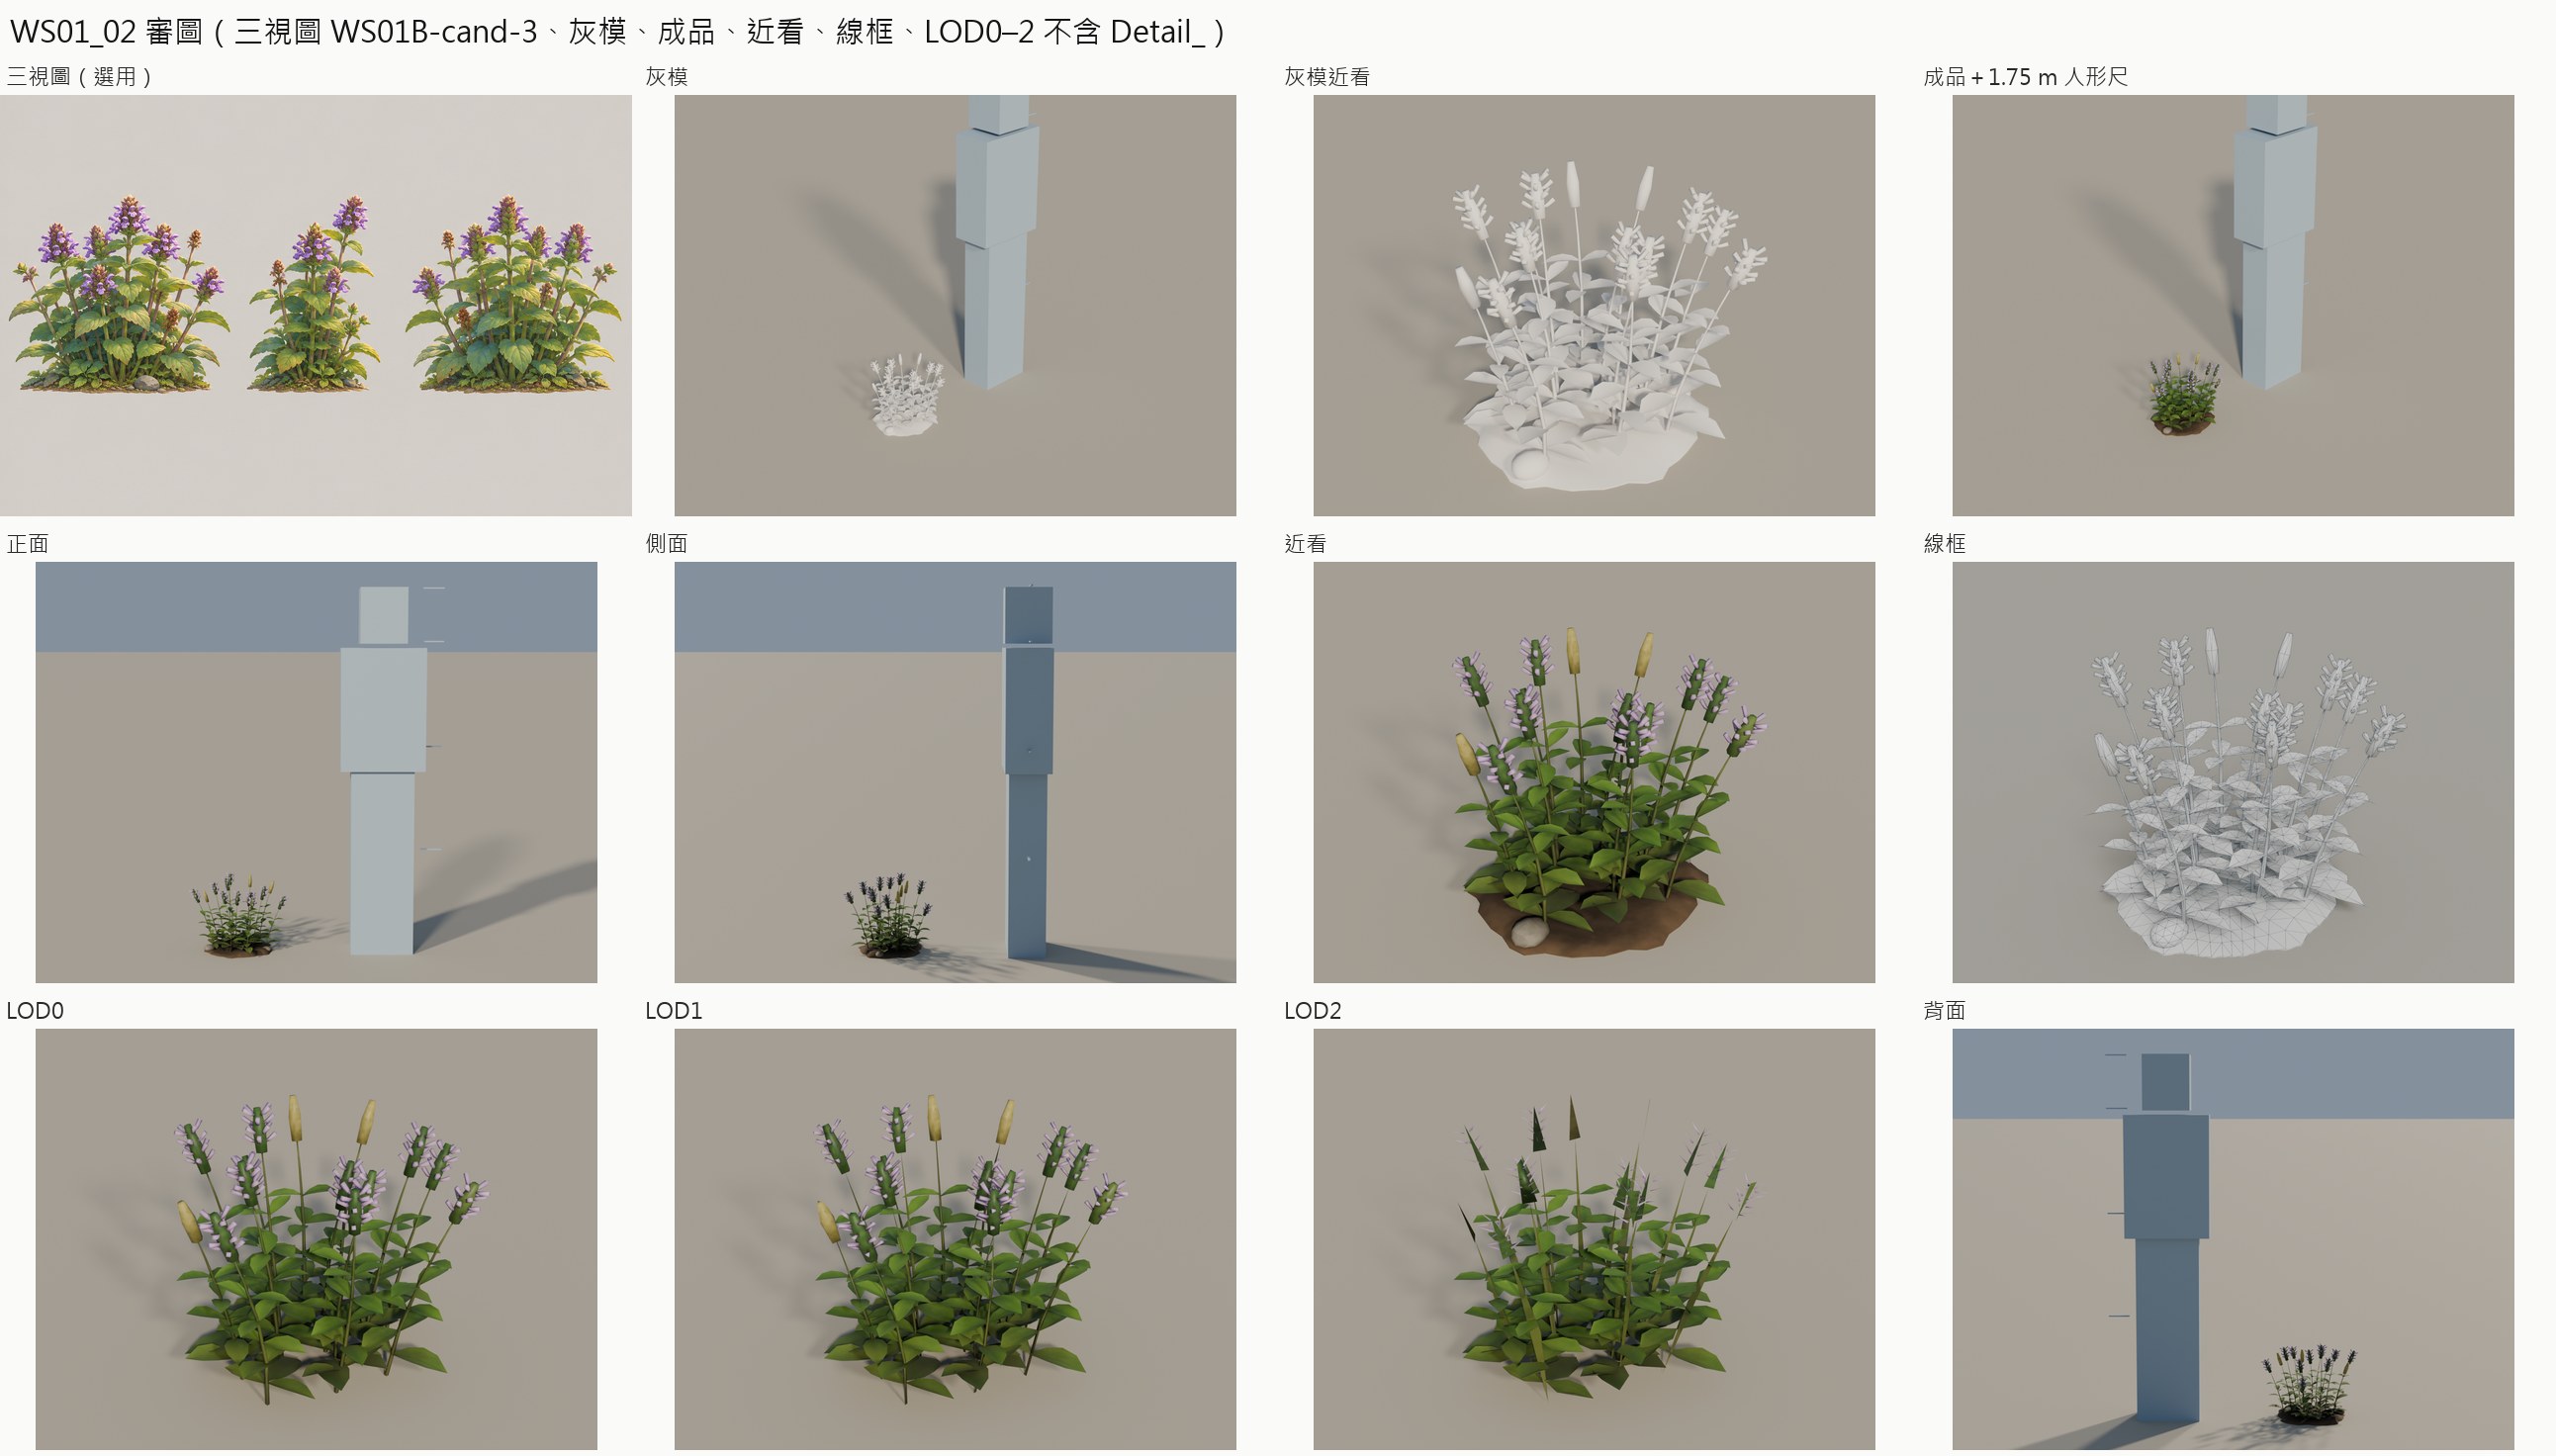 WS01_02 審圖（三視圖 WS01B-cand-3、灰模、成品、近看、線框、LOD0–2 不含 Detail_）
三視圖（選用）
灰模
灰模近看
成品 + 1.75 m 人形尺
正面
側面
近看
線框
LOD0
LOD1
LOD2
背面